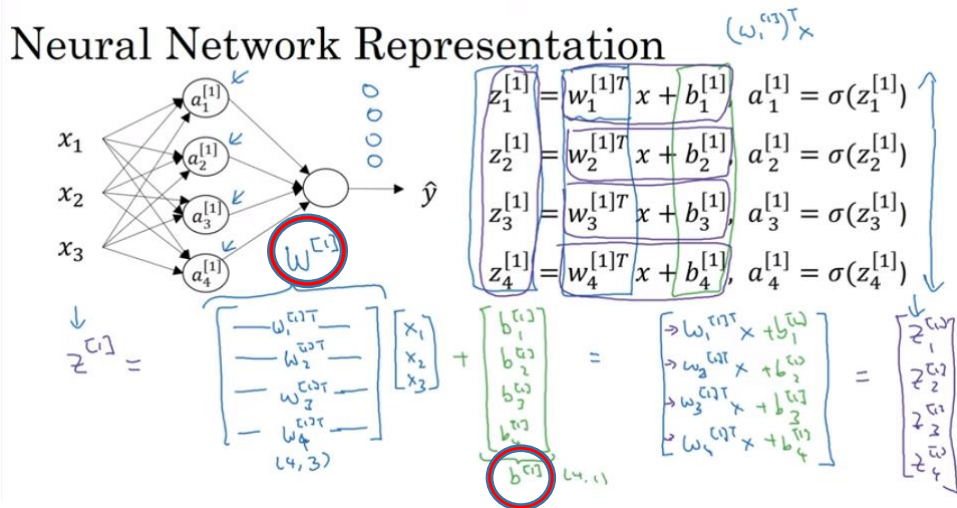 (w₁^[1])^T x
Neural Network Representation
x₁
x₂
x₃
a₁^[1]
a₂^[1]
a₃^[1]
a₄^[1]
ŷ
z₁^[1] = w₁^[1]T x + b₁^[1], a₁^[1] = σ(z₁^[1])
z₂^[1] = w₂^[1]T x + b₂^[1], a₂^[1] = σ(z₂^[1])
z₃^[1] = w₃^[1]T x + b₃^[1], a₃^[1] = σ(z₃^[1])
z₄^[1] = w₄^[1]T x + b₄^[1], a₄^[1] = σ(z₄^[1])
W^[1]
z^[1] =
w₁^[1]T
w₂^[1]T
w₃^[1]T
w₄^[1]T
(4,3)
x₁
x₂
x₃
+
b₁^[1]
b₂^[1]
b₃^[1]
b₄^[1]
b^[1] (4,1)
=
→ w₁^[1]T x + b₁^[1]
→ w₂^[1]T x + b₂^[1]
→ w₃^[1]T x + b₃^[1]
→ w₄^[1]T x + b₄^[1]
=
z₁^[1]
z₂^[1]
z₃^[1]
z₄^[1]